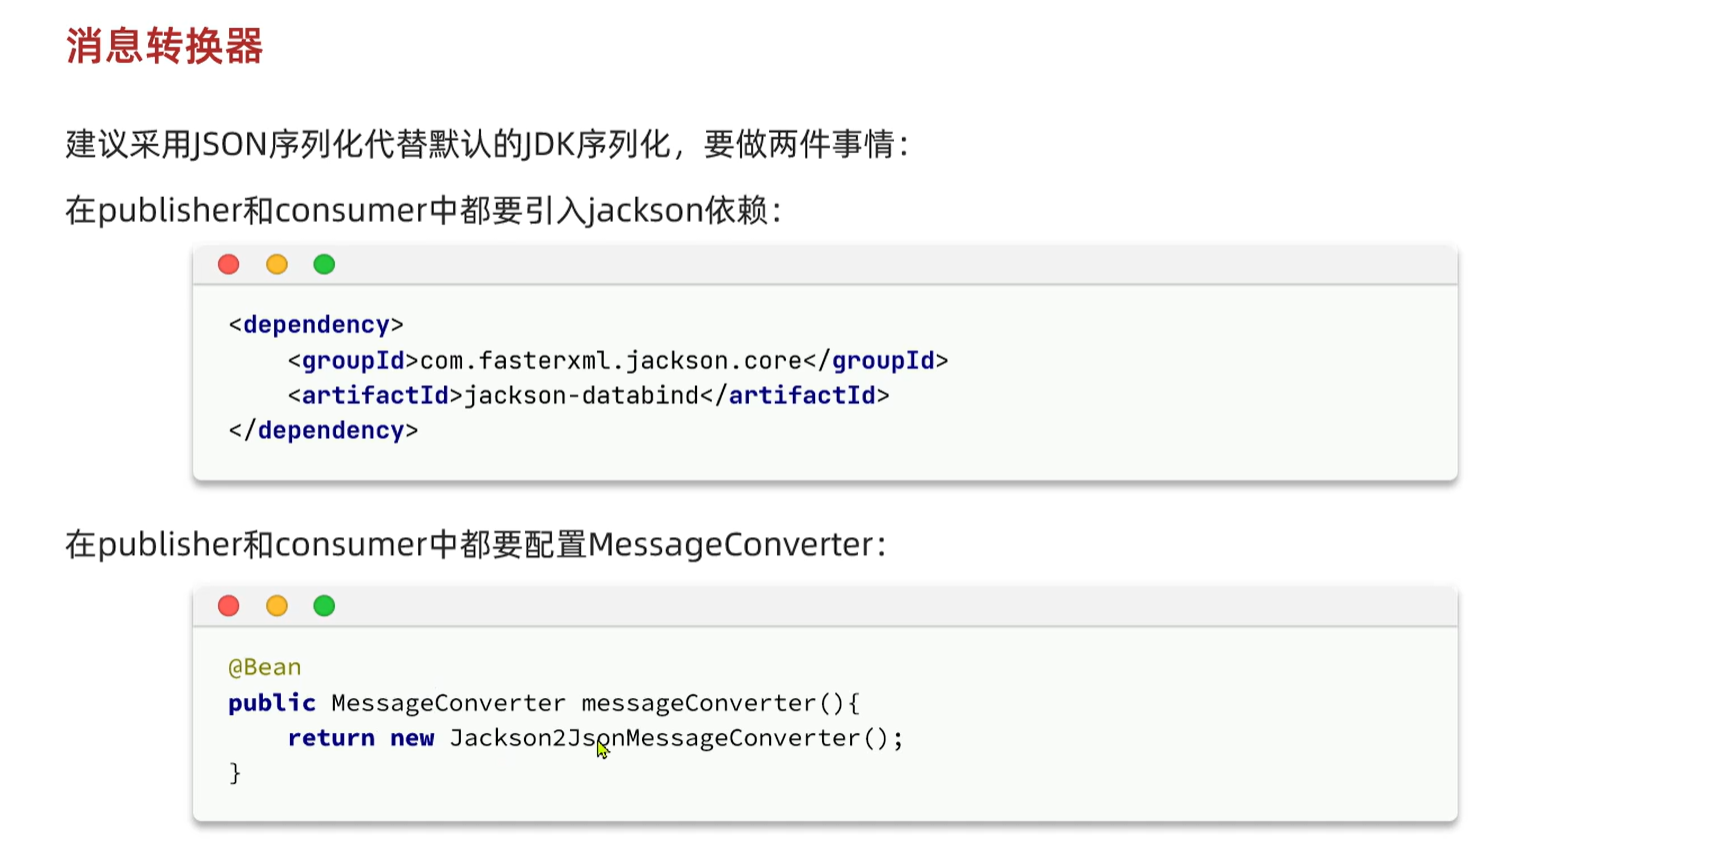 消息转换器
建议采用JSON序列化代替默认的JDK序列化，要做两件事情：
在publisher和consumer中都要引入jackson依赖：
<dependency>
    <groupId>com.fasterxml.jackson.core</groupId>
    <artifactId>jackson-databind</artifactId>
</dependency>
在publisher和consumer中都要配置MessageConverter：
@Bean
public MessageConverter messageConverter(){
    return new Jackson2JsonMessageConverter();
}